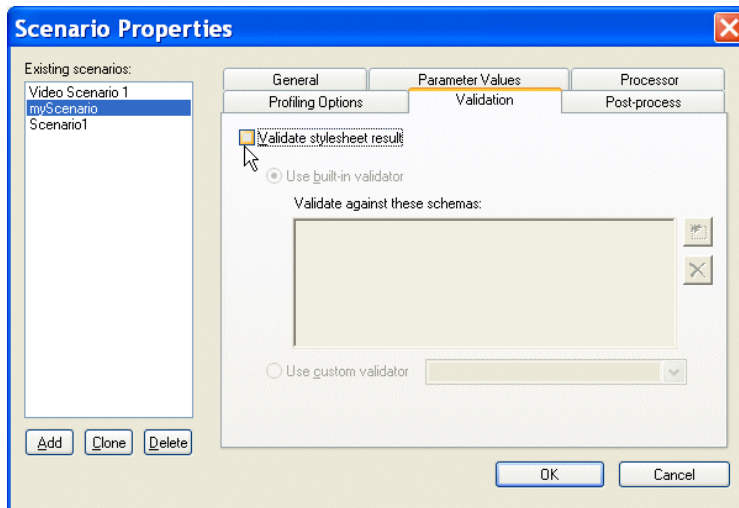 Scenario Properties
Existing scenarios:
Video Scenario 1
myScenario
Scenario1
Add
Clone
Delete
General
Parameter Values
Processor
Profiling Options
Validation
Post-process
Validate stylesheet result
Use built-in validator
Validate against these schemas:
Use custom validator
OK
Cancel